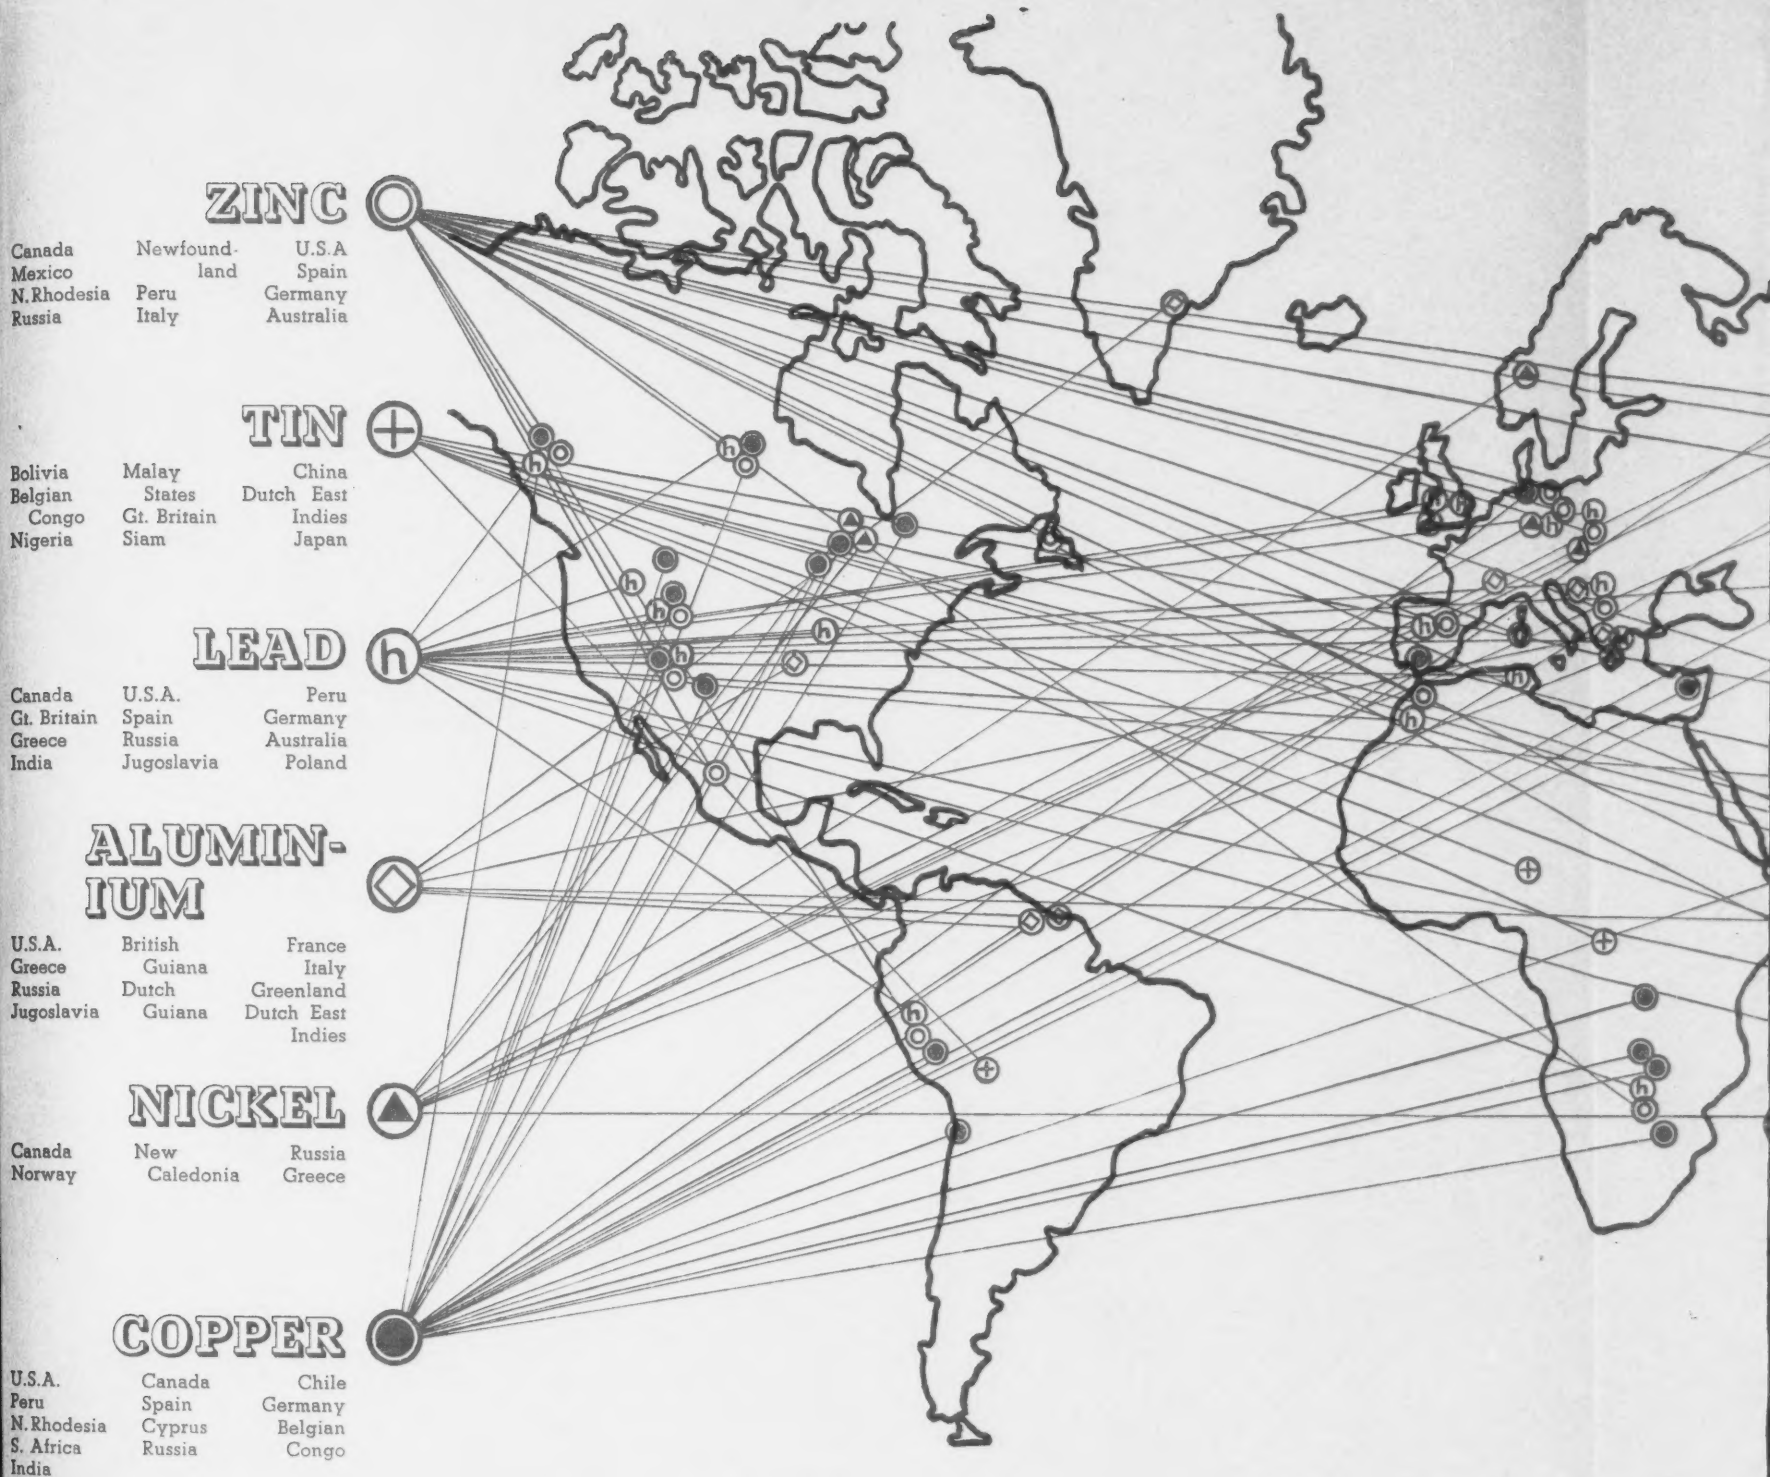 ZINC
Canada Newfound- U.S.A
Mexico land Spain
N.Rhodesia Peru Germany
Russia Italy Australia
TIN
Bolivia Malay China
Belgian States Dutch East
Congo Gt. Britain Indies
Nigeria Siam Japan
LEAD
Canada U.S.A. Peru
Gt. Britain Spain Germany
Greece Russia Australia
India Jugoslavia Poland
ALUMIN-
IUM
U.S.A. British France
Greece Guiana Italy
Russia Dutch Greenland
Jugoslavia Guiana Dutch East
Indies
NICKEL
Canada New Russia
Norway Caledonia Greece
COPPER
U.S.A. Canada Chile
Peru Spain Germany
N.Rhodesia Cyprus Belgian
S. Africa Russia Congo
India